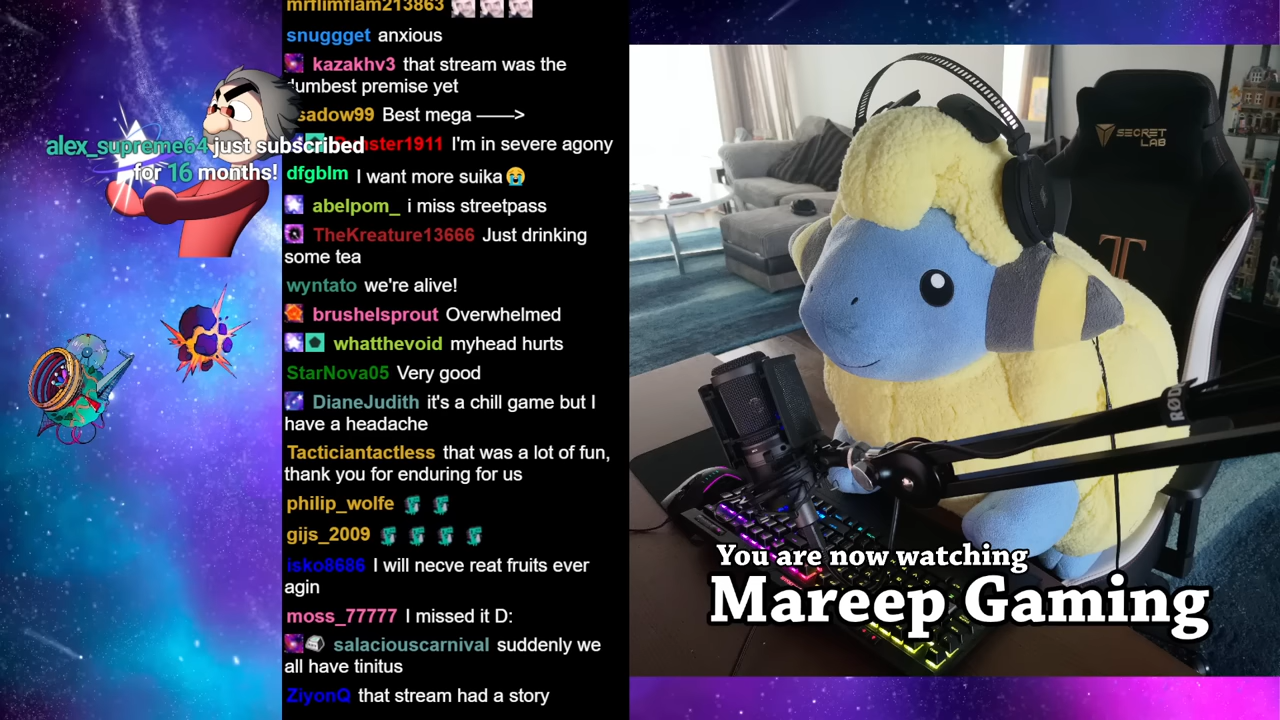 mrflimflam213863
snuggget anxious
kazakhv3 that stream was the
dumbest premise yet
sadow99 Best mega ——>
alex_supreme64 just subscribed
for 16 months!
nster1911 I'm in severe agony
dfgblm I want more suika
abelpom_ i miss streetpass
TheKreature13666 Just drinking
some tea
wyntato we're alive!
brushelsprout Overwhelmed
whatthevoid myhead hurts
StarNova05 Very good
DianeJudith it's a chill game but I
have a headache
Tacticiantactless that was a lot of fun,
thank you for enduring for us
philip_wolfe
gijs_2009
isko8686 I will necve reat fruits ever
agin
moss_77777 I missed it D:
salaciouscarnival suddenly we
all have tinitus
ZiyonQ that stream had a story
SECRET
LAB
RØDE
You are now watching
Mareep Gaming